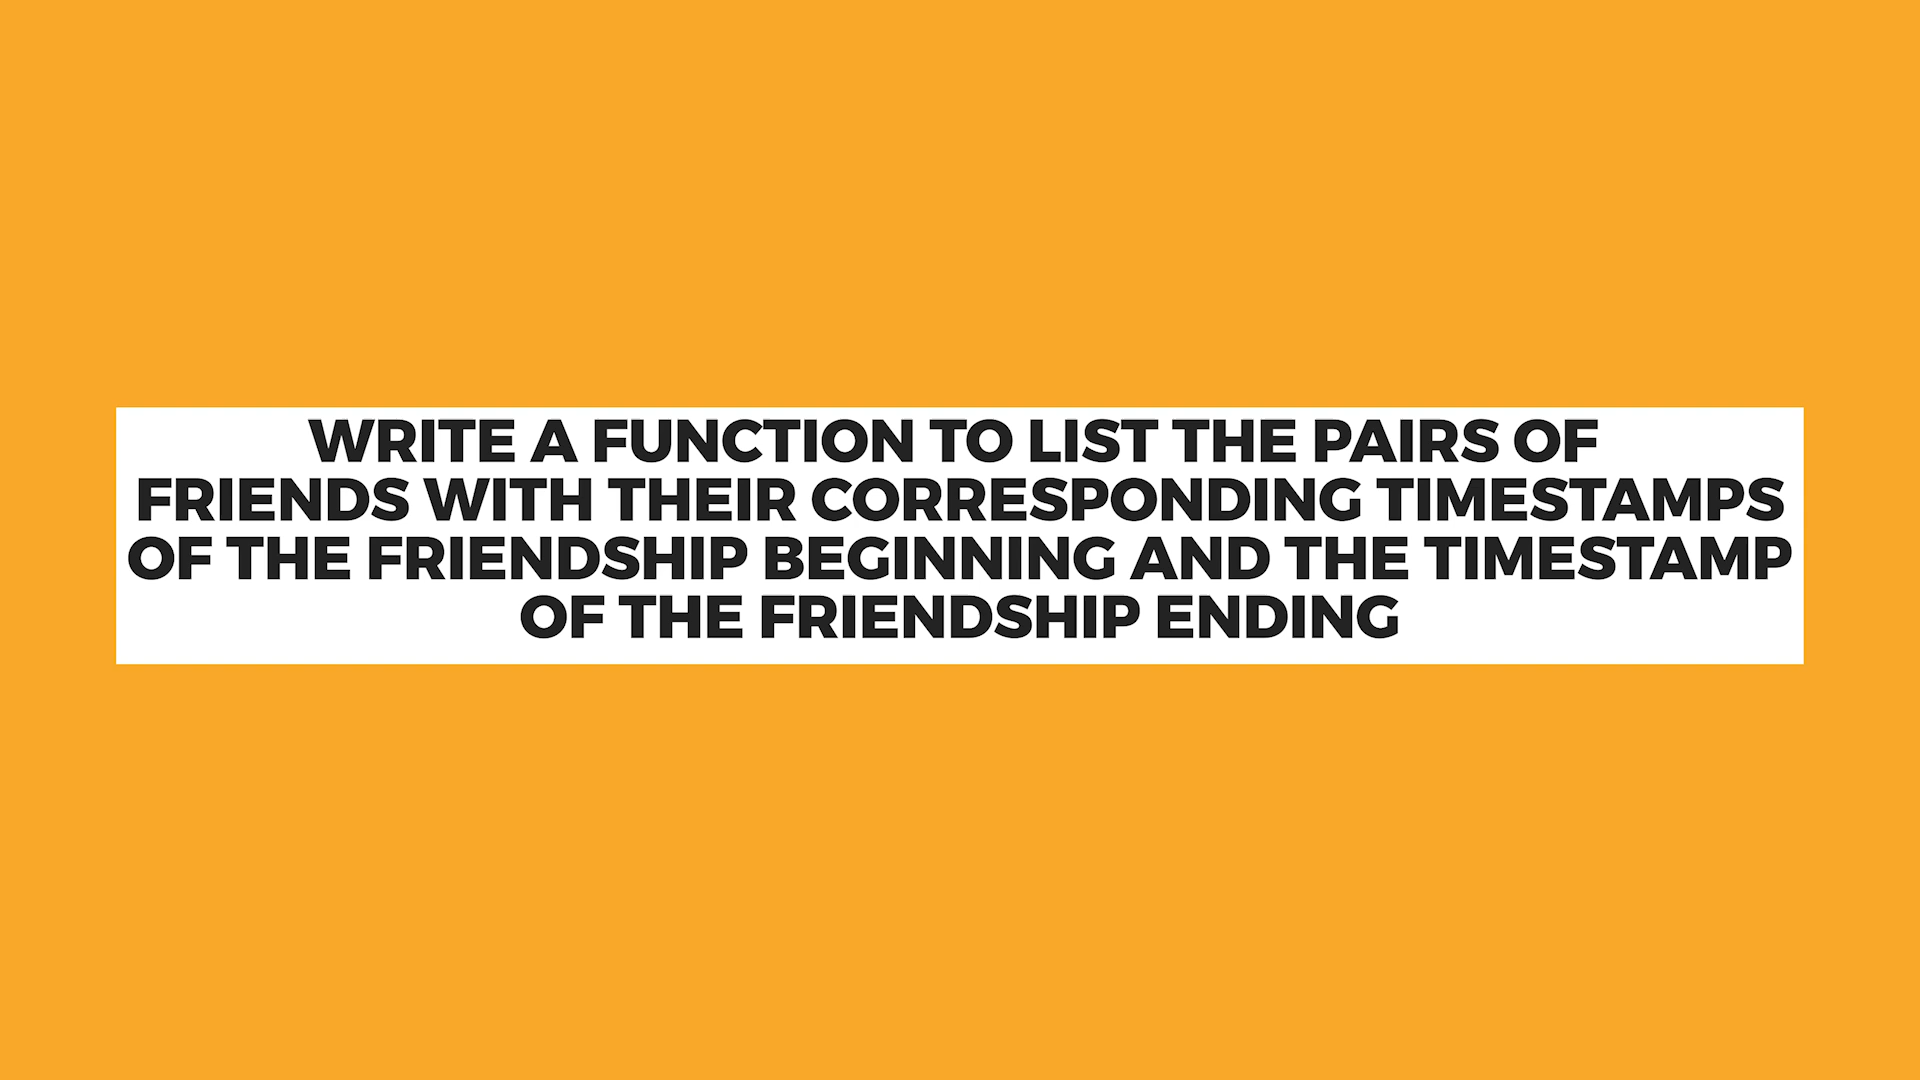 WRITE A FUNCTION TO LIST THE PAIRS OF
FRIENDS WITH THEIR CORRESPONDING TIMESTAMPS
OF THE FRIENDSHIP BEGINNING AND THE TIMESTAMP
OF THE FRIENDSHIP ENDING